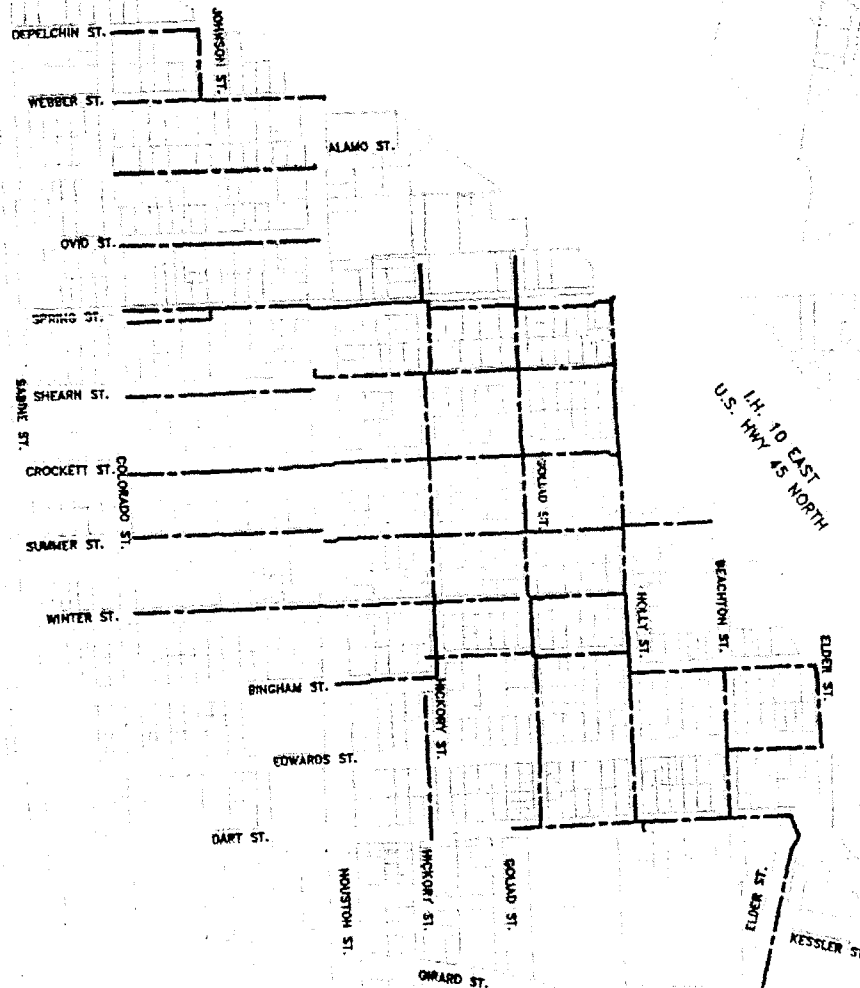 DEPELCHIN ST.
JOHNSON ST.
WEBBER ST.
ALAMO ST.
OVID ST.
SPRING ST.
SABINE ST.
SHEARN ST.
I.H. 10 EAST
U.S. HWY 45 NORTH
CROCKETT ST.
COLORADO ST.
GOLIAD ST.
SUMMER ST.
BEACHTON ST.
WINTER ST.
HOLLY ST.
ELDER ST.
BINGHAM ST.
HICKORY ST.
EDWARDS ST.
DART ST.
HOUSTON ST.
HICKORY ST.
GOLIAD ST.
ELDER ST.
KESSLER ST
GIRARD ST.